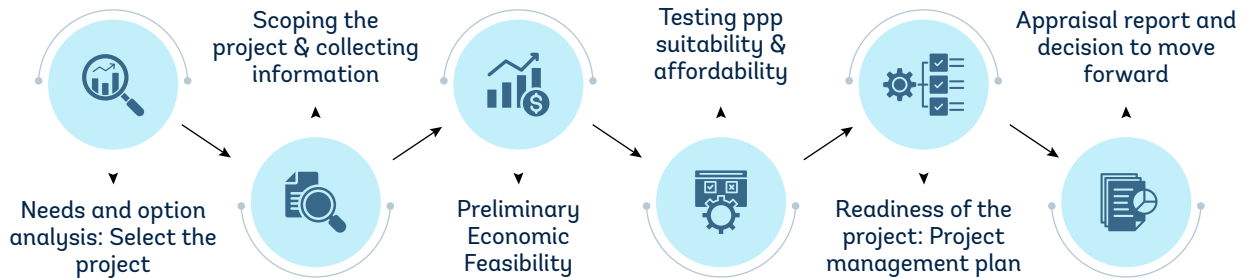 Needs and option
analysis: Select the
project
Scoping the
project & collecting
information
Preliminary
Economic
Feasibility
Testing ppp
suitability &
affordability
Readiness of the
project: Project
management plan
Appraisal report and
decision to move
forward